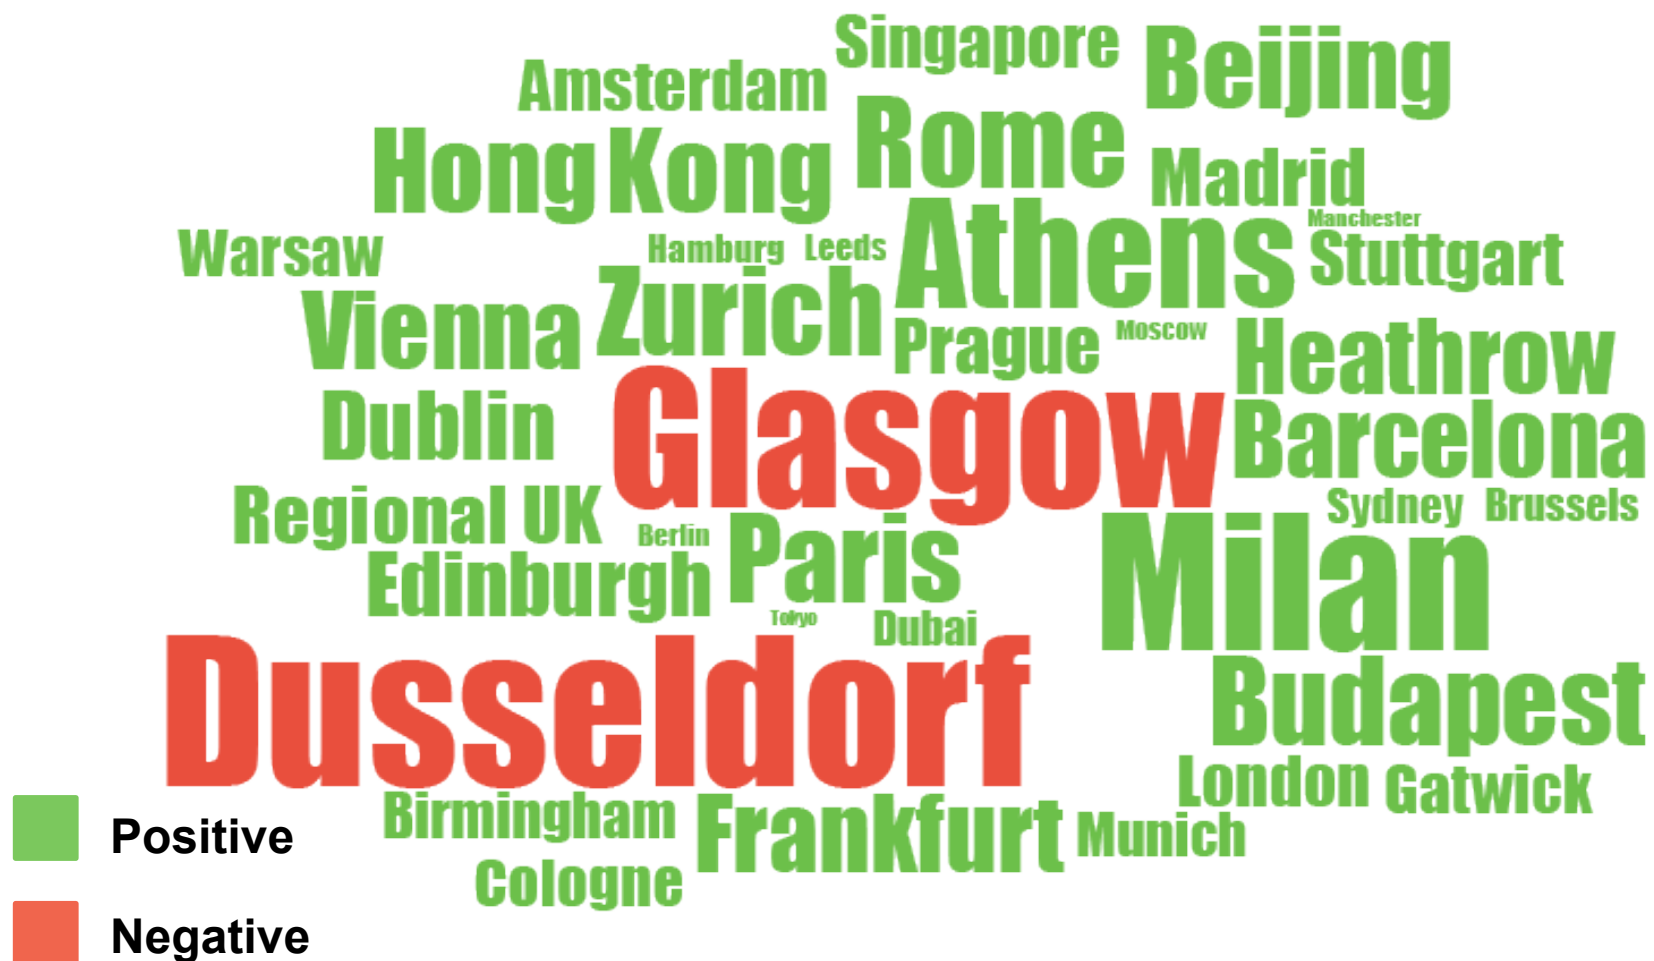 Singapore
Beijing
Amsterdam
Rome
Hong Kong
Madrid
Manchester
Athens
Warsaw
Hamburg
Leeds
Stuttgart
Zurich
Vienna
Prague
Moscow
Heathrow
Glasgow
Dublin
Barcelona
Regional UK
Sydney
Brussels
Berlin
Paris
Milan
Edinburgh
Tokyo
Dubai
Dusseldorf
Budapest
London
Gatwick
Birmingham
Frankfurt
Munich
Cologne
Positive
Negative